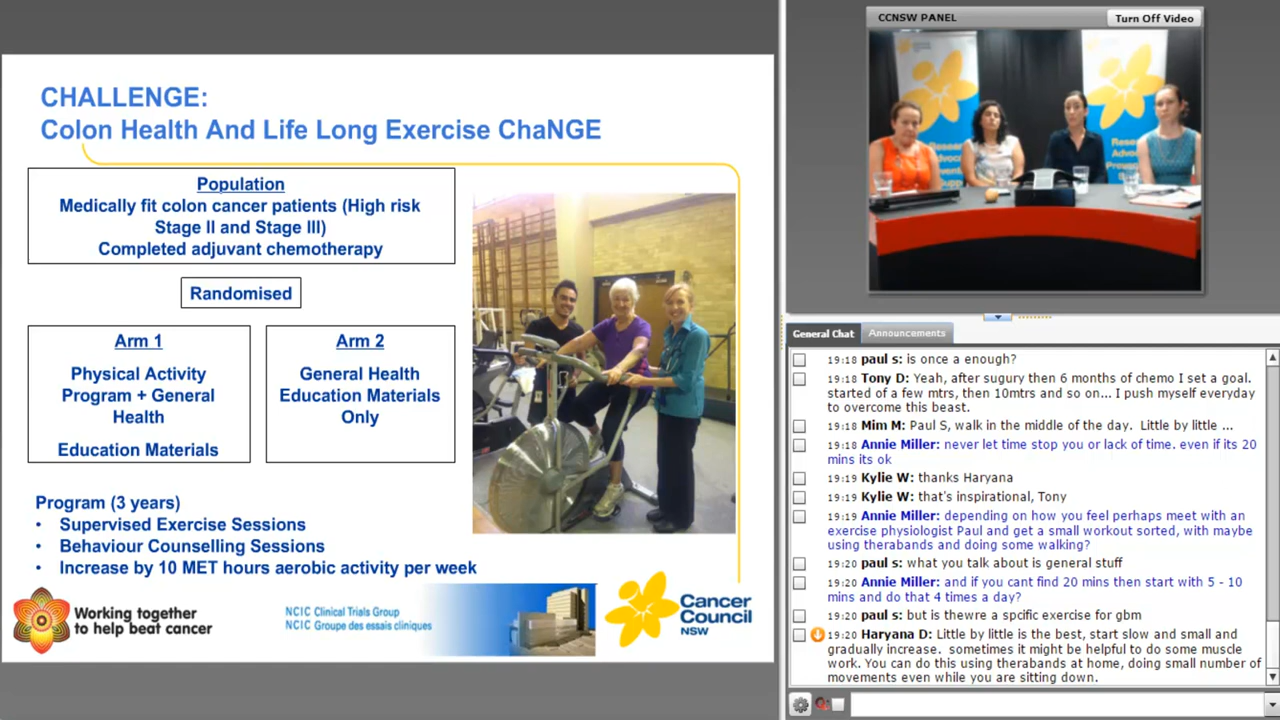 CHALLENGE:
Colon Health And Life Long Exercise ChaNGE
Population
Medically fit colon cancer patients (High risk
Stage II and Stage III)
Completed adjuvant chemotherapy
Randomised
Arm 1
Physical Activity
Program + General
Health
Education Materials
Arm 2
General Health
Education Materials
Only
Program (3 years)
• Supervised Exercise Sessions
• Behaviour Counselling Sessions
• Increase by 10 MET hours aerobic activity per week
Working together
to help beat cancer
NCIC Clinical Trials Group
NCIC Groupe des essais cliniques
Cancer
Council
NSW
CCNSW PANEL
Turn Off Video
General Chat
Announcements
19:18 paul s: is once a enough?
19:18 Tony D: Yeah, after sugury then 6 months of chemo I set a goal.
started of a few mtrs, then 10mtrs and so on... I push myself everyday
to overcome this beast.
19:18 Mim M: Paul S, walk in the middle of the day. Little by little ...
19:18 Annie Miller: never let time stop you or lack of time. even if its 20
mins its ok
19:19 Kylie W: thanks Haryana
19:19 Kylie W: that's inspirational, Tony
19:19 Annie Miller: depending on how you feel perhaps meet with an
exercise physiologist Paul and get a small workout sorted, with maybe
using therabands and doing some walking?
19:20 paul s: what you talk about is general stuff
19:20 Annie Miller: and if you cant find 20 mins then start with 5 - 10
mins and do that 4 times a day?
19:20 paul s: but is thewre a spcific exercise for gbm
19:20 Haryana D: Little by little is the best, start slow and small and
gradually increase. sometimes it might be helpful to do some muscle
work. You can do this using therabands at home, doing small number of
movements even while you are sitting down.